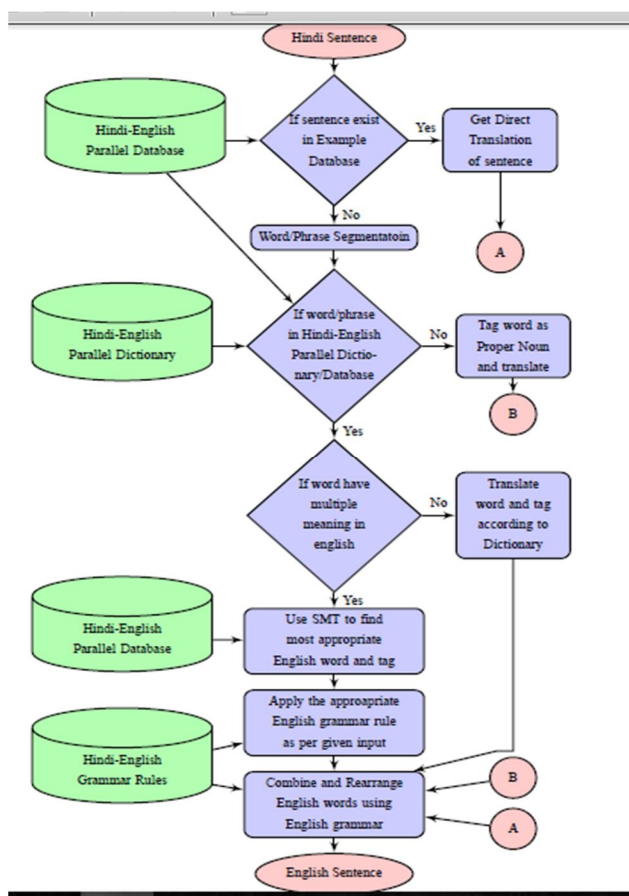 Hindi Sentence
Hindi-English
Parallel Database
If sentence exist
in Example
Database
Yes
Get Direct
Translation
of sentence
No
A
Word/Phrase Segmentatoin
Hindi-English
Parallel Dictionary
If word/phrase
in Hindi-English
Parallel Dictio-
nary/Database
No
Tag word as
Proper Noun
and translate
B
Yes
If word have
multiple
meaning in
english
No
Translate
word and tag
according to
Dictionary
Yes
Hindi-English
Parallel Database
Use SMT to find
most appropriate
English word and tag
Apply the approapriate
English grammar rule
as per given input
Hindi-English
Grammar Rules
Combine and Rearrange
English words using
English grammar
B
A
English Sentence